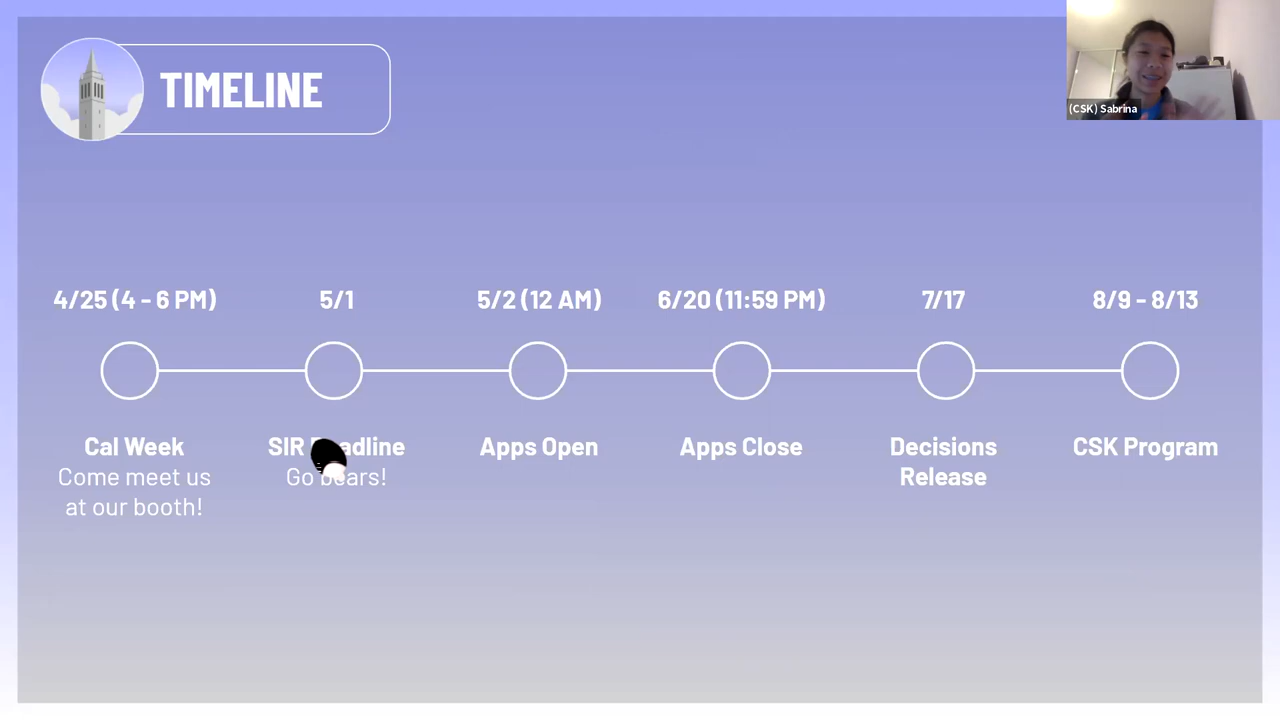 TIMELINE
(CSK) Sabrina
4/25 (4 - 6 PM)
5/1
5/2 (12 AM)
6/20 (11:59 PM)
7/17
8/9 - 8/13
Cal Week
Come meet us
at our booth!
SIR Deadline
Go bears!
Apps Open
Apps Close
Decisions
Release
CSK Program